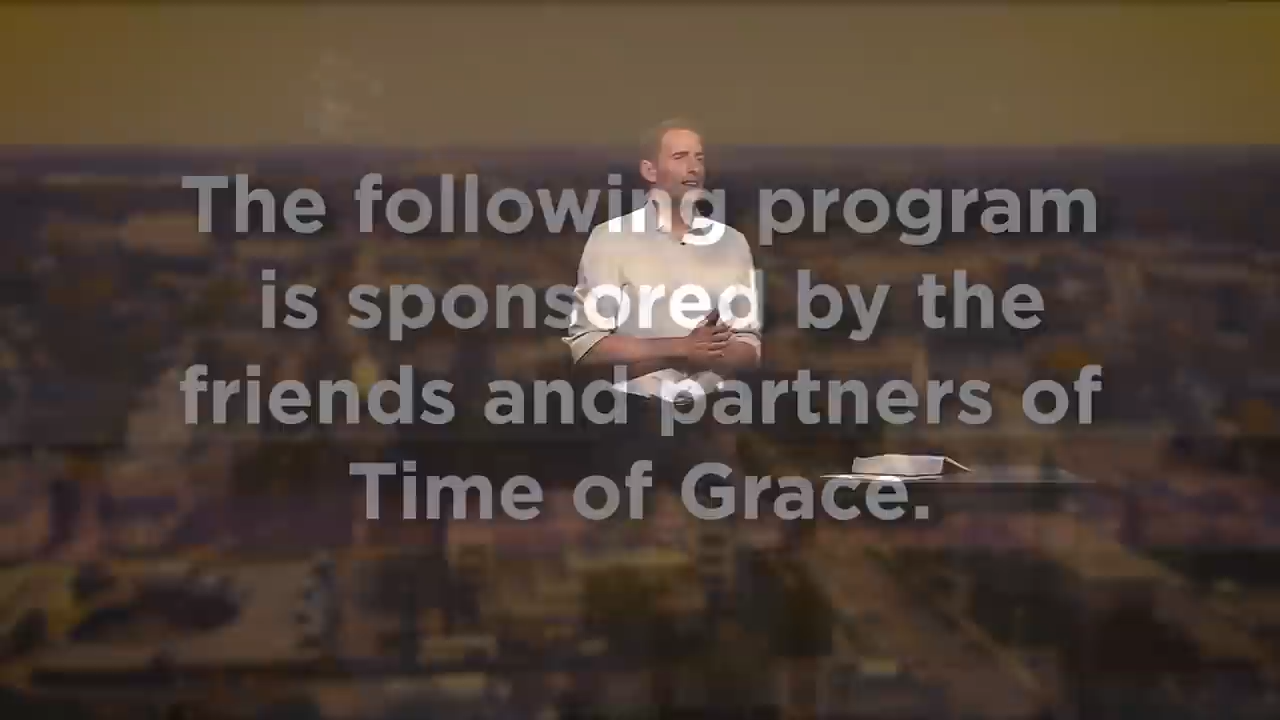 The following program
is sponsored by the
friends and partners of
Time of Grace.